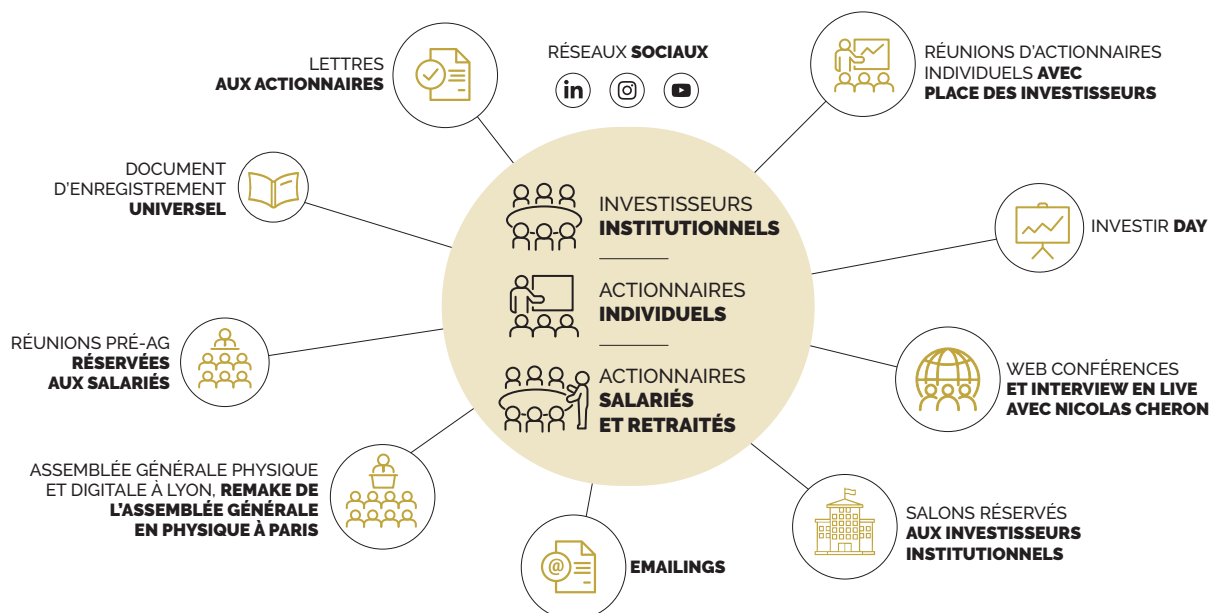 LETTRES
AUX ACTIONNAIRES
RÉSEAUX SOCIAUX
in
RÉUNIONS D'ACTIONNAIRES
INDIVIDUELS AVEC
PLACE DES INVESTISSEURS
DOCUMENT
D'ENREGISTREMENT
UNIVERSEL
INVESTISSEURS
INSTITUTIONNELS
ACTIONNAIRES
INDIVIDUELS
ACTIONNAIRES
SALARIÉS
ET RETRAITÉS
INVESTIR DAY
RÉUNIONS PRÉ-AG
RÉSERVÉES
AUX SALARIÉS
WEB CONFÉRENCES
ET INTERVIEW EN LIVE
AVEC NICOLAS CHERON
ASSEMBLÉE GÉNÉRALE PHYSIQUE
ET DIGITALE À LYON, REMAKE DE
L'ASSEMBLÉE GÉNÉRALE
EN PHYSIQUE À PARIS
@
EMAILINGS
SALONS RÉSERVÉS
AUX INVESTISSEURS
INSTITUTIONNELS